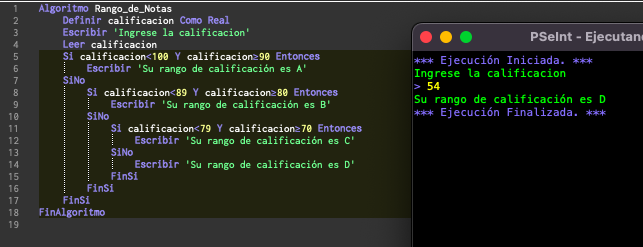 1 Algoritmo Rango_de_Notas
2 Definir calificacion Como Real
3 Escribir 'Ingrese la calificacion'
4 Leer calificacion
5 Si calificacion<100 Y calificacion≥90 Entonces
6 Escribir 'Su rango de calificación es A'
7 SiNo
8 Si calificacion<89 Y calificacion≥80 Entonces
9 Escribir 'Su rango de calificación es B'
10 SiNo
11 Si calificacion<79 Y calificacion≥70 Entonces
12 Escribir 'Su rango de calificación es C'
13 SiNo
14 Escribir 'Su rango de calificación es D'
15 FinSi
16 FinSi
17 FinSi
18 FinAlgoritmo
19
PSeInt - Ejecutand
*** Ejecución Iniciada. ***
Ingrese la calificacion
> 54
Su rango de calificación es D
*** Ejecución Finalizada. ***